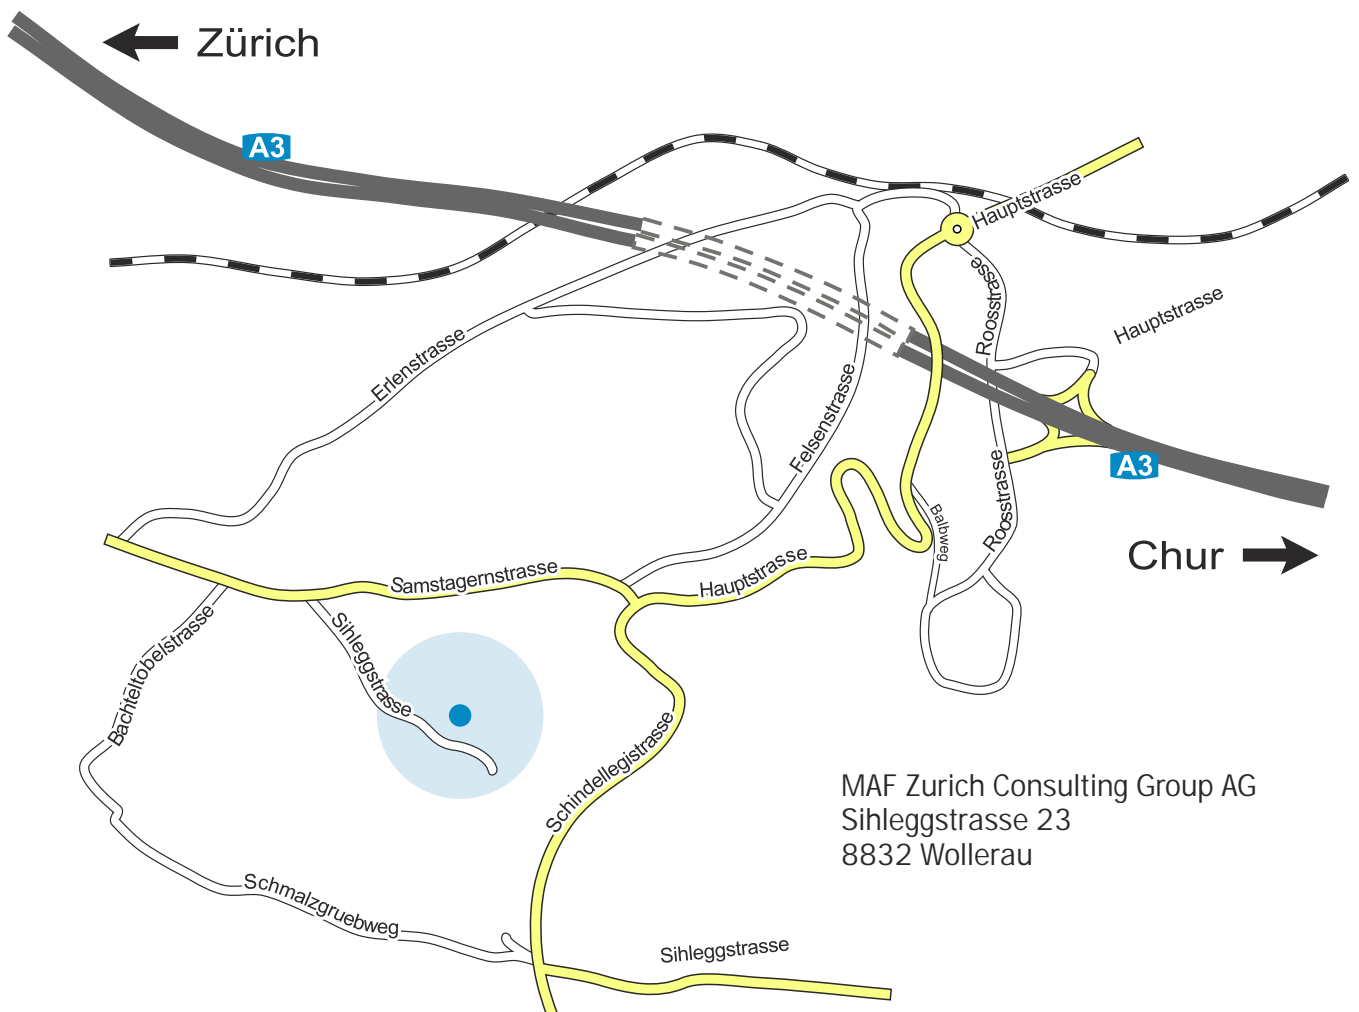 Zürich
A3
Hauptstrasse
Roosstrasse
Hauptstrasse
Erlenstrasse
Felsenstrasse
A3
Roosstrasse
Balbweg
Chur
Samstagernstrasse
Hauptstrasse
Sihleggstrasse
Bachteltobelstrasse
Schindellegistrasse
MAF Zurich Consulting Group AG
Sihleggstrasse 23
8832 Wollerau
Schmalzgruebweg
Sihleggstrasse